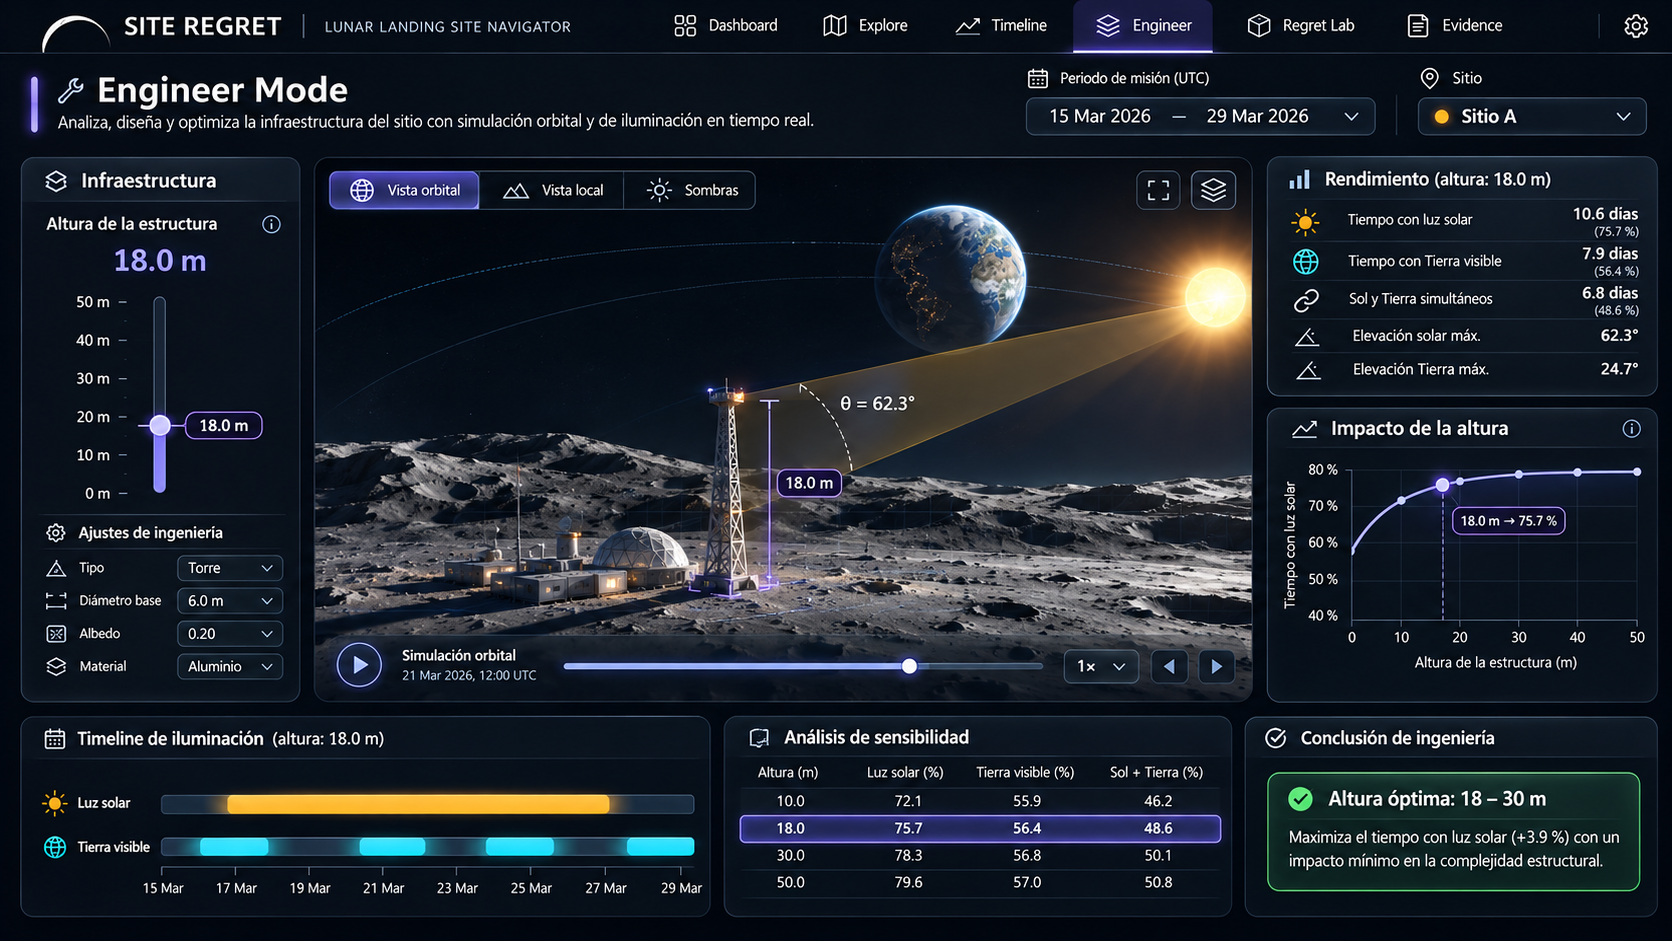 SITE REGRET
LUNAR LANDING SITE NAVIGATOR
Dashboard
Explore
Timeline
Engineer
Regret Lab
Evidence
Engineer Mode
Analiza, diseña y optimiza la infraestructura del sitio con simulación orbital y de iluminación en tiempo real.
Periodo de misión (UTC)
15 Mar 2026 — 29 Mar 2026
Sitio
Sitio A
Infraestructura
Altura de la estructura
18.0 m
50 m
40 m
30 m
20 m
18.0 m
10 m
0 m
Ajustes de ingeniería
Tipo Torre
Diámetro base 6.0 m
Albedo 0.20
Material Aluminio
Vista orbital
Vista local
Sombras
θ = 62.3°
18.0 m
Simulación orbital
21 Mar 2026, 12:00 UTC
1×
Rendimiento (altura: 18.0 m)
Tiempo con luz solar 10.6 días
(75.7 %)
Tiempo con Tierra visible 7.9 días
(56.4 %)
Sol y Tierra simultáneos 6.8 días
(48.6 %)
Elevación solar máx. 62.3°
Elevación Tierra máx. 24.7°
Impacto de la altura
Tiempo con luz solar
80 %
70 %
60 %
50 %
40 %
18.0 m → 75.7 %
0 10 20 30 40 50
Altura de la estructura (m)
Timeline de iluminación (altura: 18.0 m)
Luz solar
Tierra visible
15 Mar 17 Mar 19 Mar 21 Mar 23 Mar 25 Mar 27 Mar 29 Mar
Análisis de sensibilidad
Altura (m) Luz solar (%) Tierra visible (%) Sol + Tierra (%)
10.0 72.1 55.9 46.2
18.0 75.7 56.4 48.6
30.0 78.3 56.8 50.1
50.0 79.6 57.0 50.8
Conclusión de ingeniería
Altura óptima: 18 – 30 m
Maximiza el tiempo con luz solar (+3.9 %) con un
impacto mínimo en la complejidad estructural.